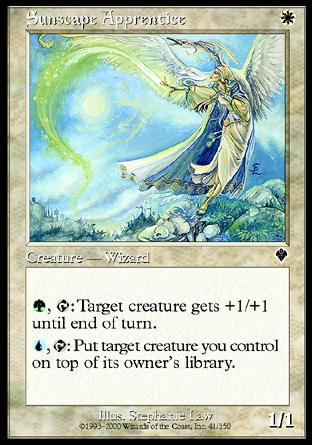 Sunscape Apprentice
Creature — Wizard
, : Target creature gets +1/+1
until end of turn.
, : Put target creature you control
on top of its owner's library.
Illus. Stephanie Law
©1993–2000 Wizards of the Coast, Inc. 41/350
1/1